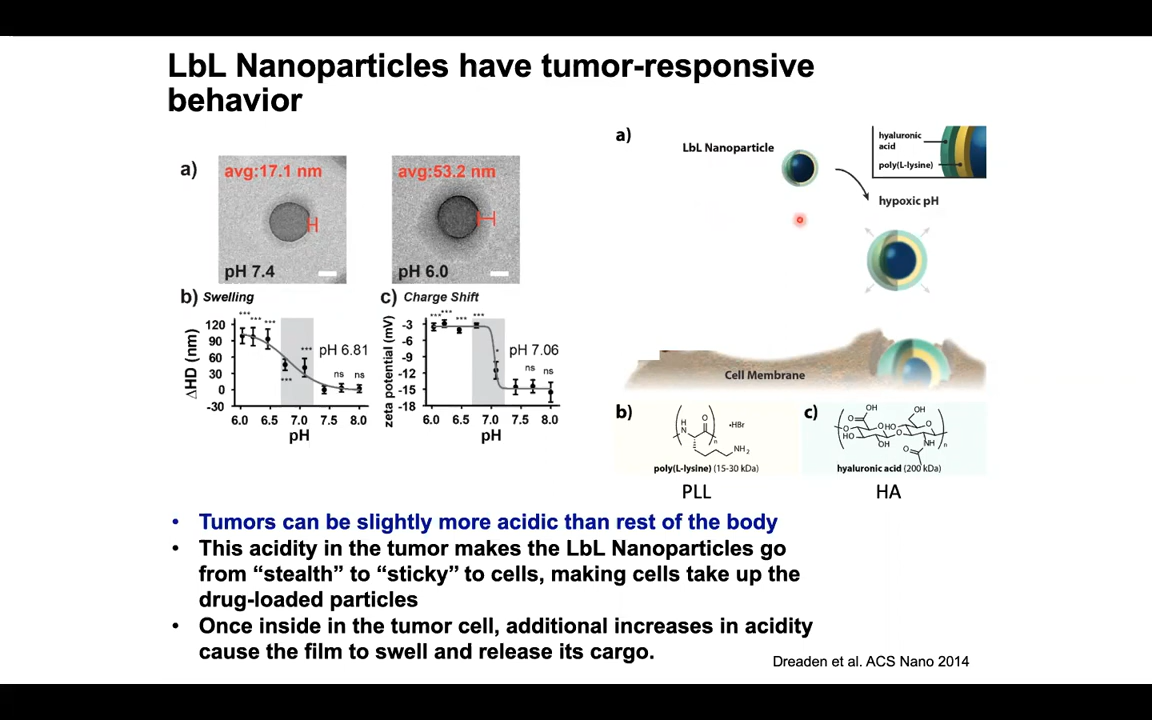 LbL Nanoparticles have tumor-responsive
behavior
a)
avg:17.1 nm
pH 7.4
avg:53.2 nm
pH 6.0
b) Swelling
ΔHD (nm)
120
90
60
30
0
-30
***
***
***
***
***
ns
ns
pH 6.81
6.0 6.5 7.0 7.5 8.0
pH
c) Charge Shift
zeta potential (mV)
-3
-6
-9
-12
-15
-18
***
***
***
***
*
ns
ns
pH 7.06
6.0 6.5 7.0 7.5 8.0
pH
a)
LbL Nanoparticle
hyaluronic
acid
poly(L-lysine)
hypoxic pH
Cell Membrane
b)
H
N
O
n
•HBr
NH2
poly(L-lysine) (15-30 kDa)
PLL
c)
OH
O
O
HO
OH
O
HO
OH
O
O
NH
O
n
hyaluronic acid (200 kDa)
HA
• Tumors can be slightly more acidic than rest of the body
• This acidity in the tumor makes the LbL Nanoparticles go
from “stealth” to “sticky” to cells, making cells take up the
drug-loaded particles
• Once inside in the tumor cell, additional increases in acidity
cause the film to swell and release its cargo.
Dreaden et al. ACS Nano 2014